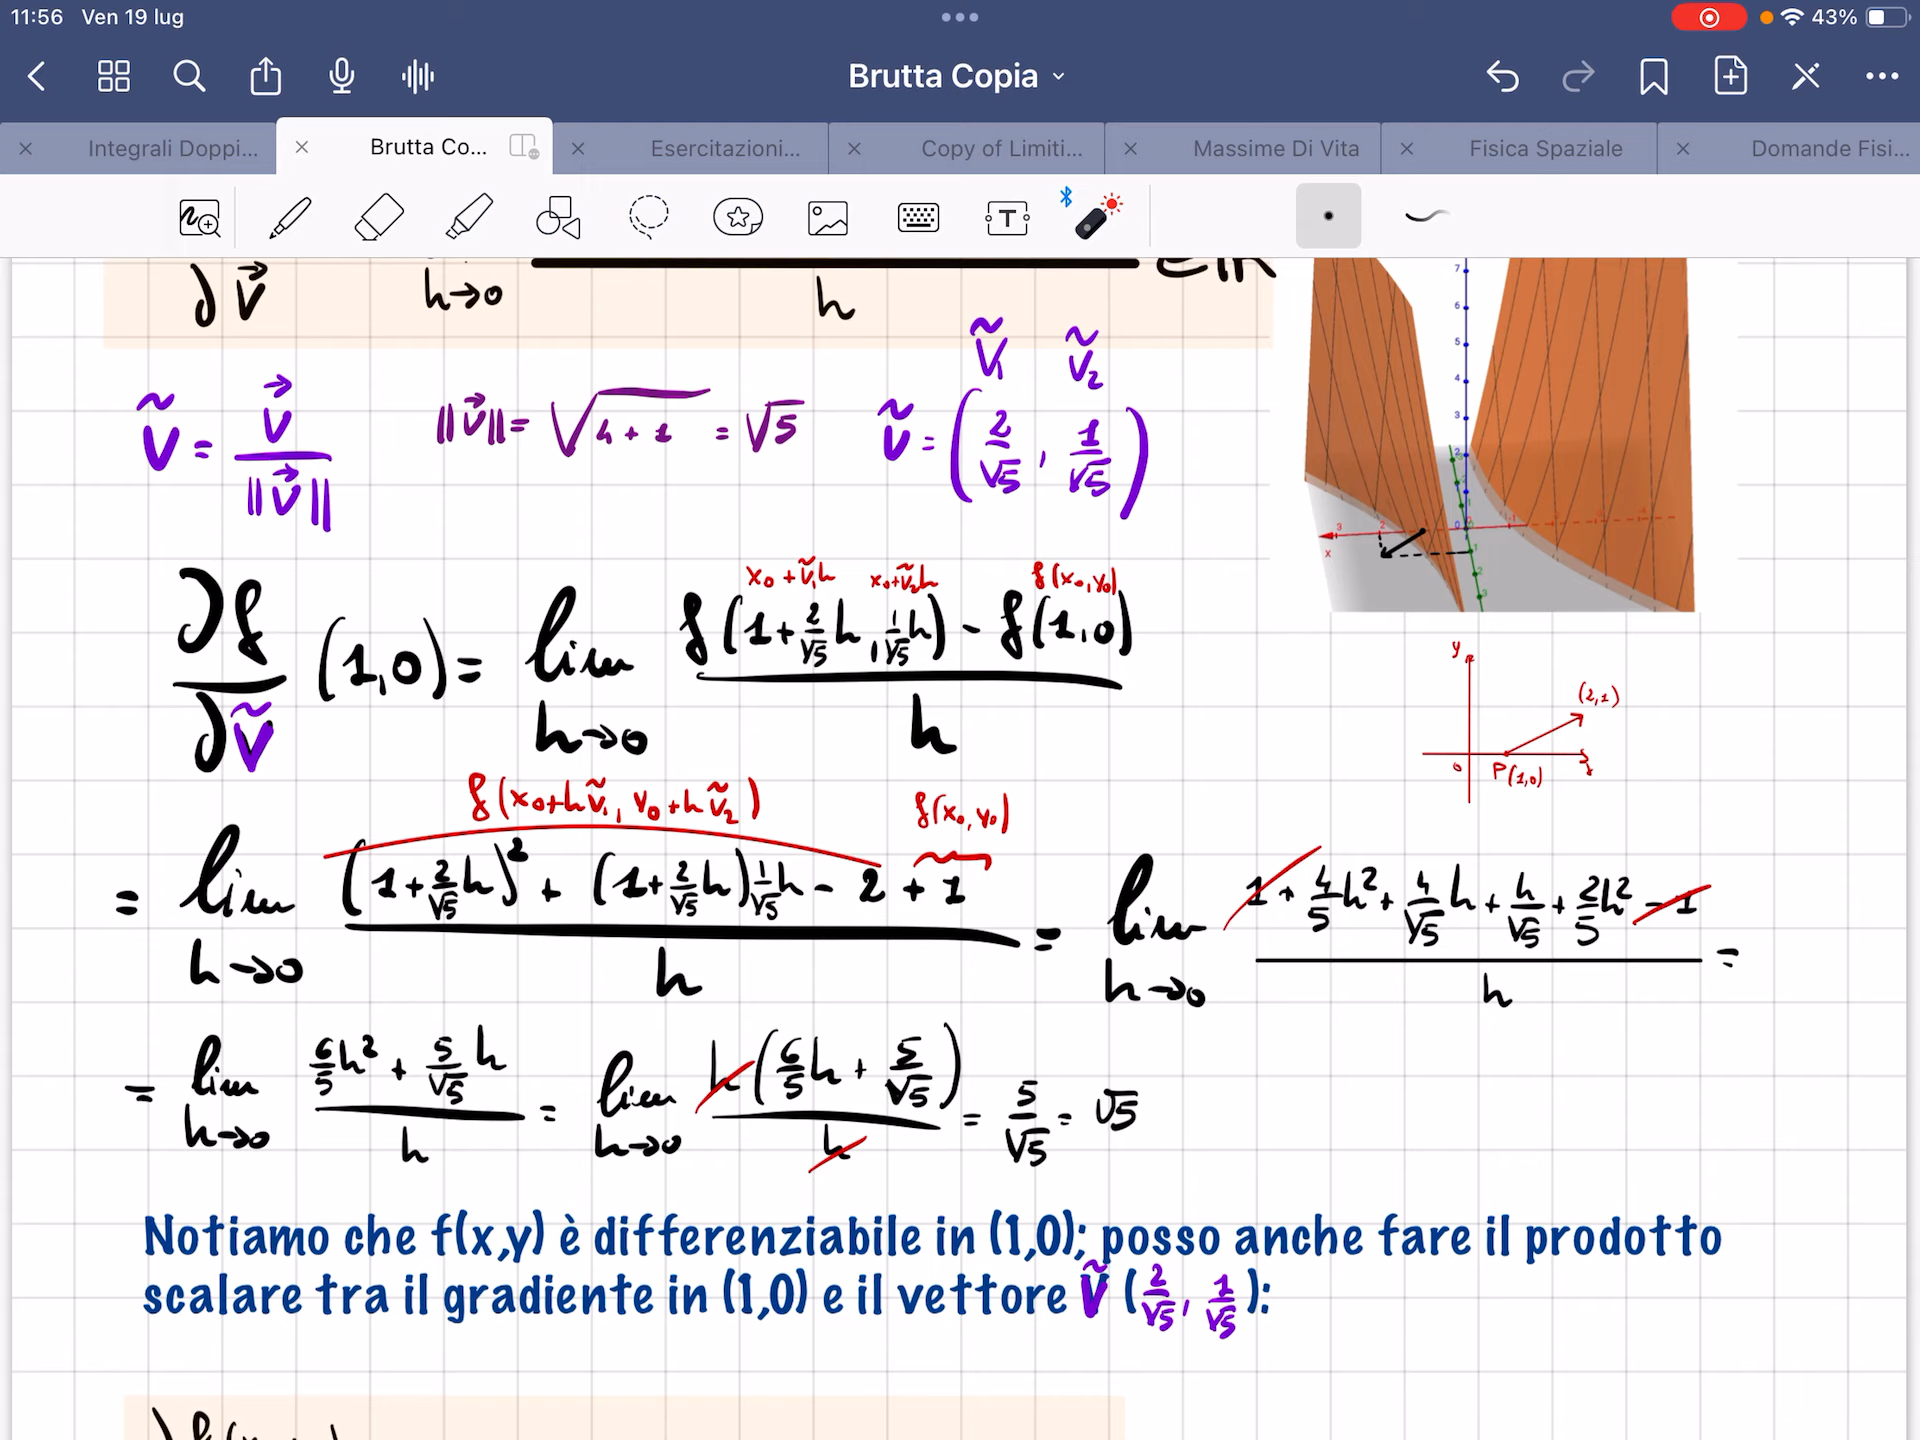 11:56 Ven 19 lug 43%
Brutta Copia
Integrali Doppi... Brutta Co... Esercitazioni... Copy of Limiti... Massime Di Vita Fisica Spaziale Domande Fisi...
∂v⃗ h→0 h ∈ℝ
ṽ = v⃗/||v⃗|| ||v⃗|| = √(4+1) = √5 ṽ = (2/√5, 1/√5) ṽ₁ ṽ₂
x₀+ṽ₁h x₀+ṽ₂h f(x₀,y₀)
∂f/∂ṽ (1,0) = lim h→0 [f(1+2/√5 h, 1/√5 h) - f(1,0)]/h
y (2,1)
0 P(1,0) x
f(x₀+hṽ₁, y₀+hṽ₂) f(x₀,y₀)
= lim h→0 [(1+2/√5 h)² + (1+2/√5 h)1/√5 h - 2 + 1]/h = lim h→0 [1 + 4/5 h² + 4/√5 h + h/√5 + 2/5 h² - 1]/h =
= lim h→0 [6/5 h² + 5/√5 h]/h = lim h→0 h(6/5 h + 5/√5)/h = 5/√5 = √5
Notiamo che f(x,y) è differenziabile in (1,0); posso anche fare il prodotto
scalare tra il gradiente in (1,0) e il vettore ṽ (2/√5, 1/√5):